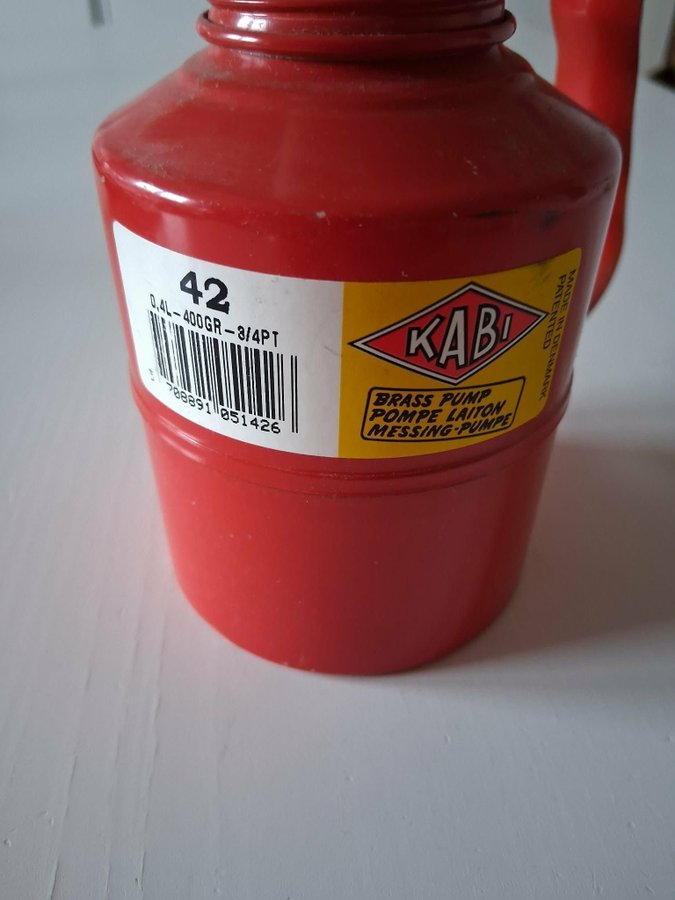 42
0,4L-400GR-3/4PT
5 708891 051426
KABI
BRASS PUMP
POMPE LAITON
MESSING-PUMPE
MADE IN DENMARK
PATENTED